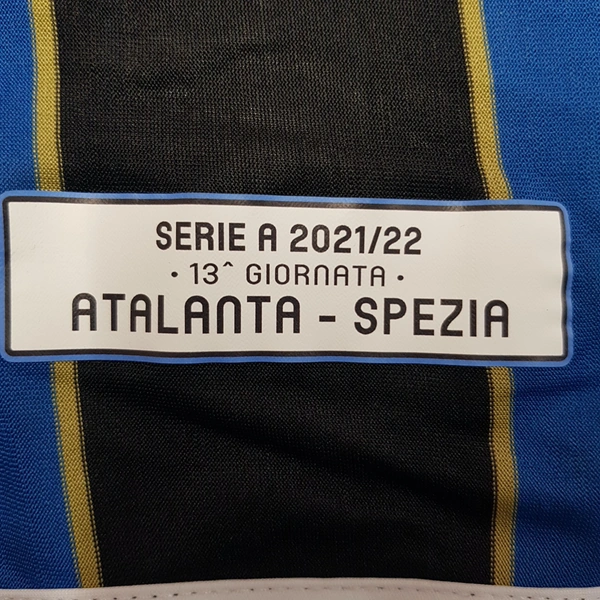 SERIE A 2021/22
· 13^ GIORNATA ·
ATALANTA - SPEZIA